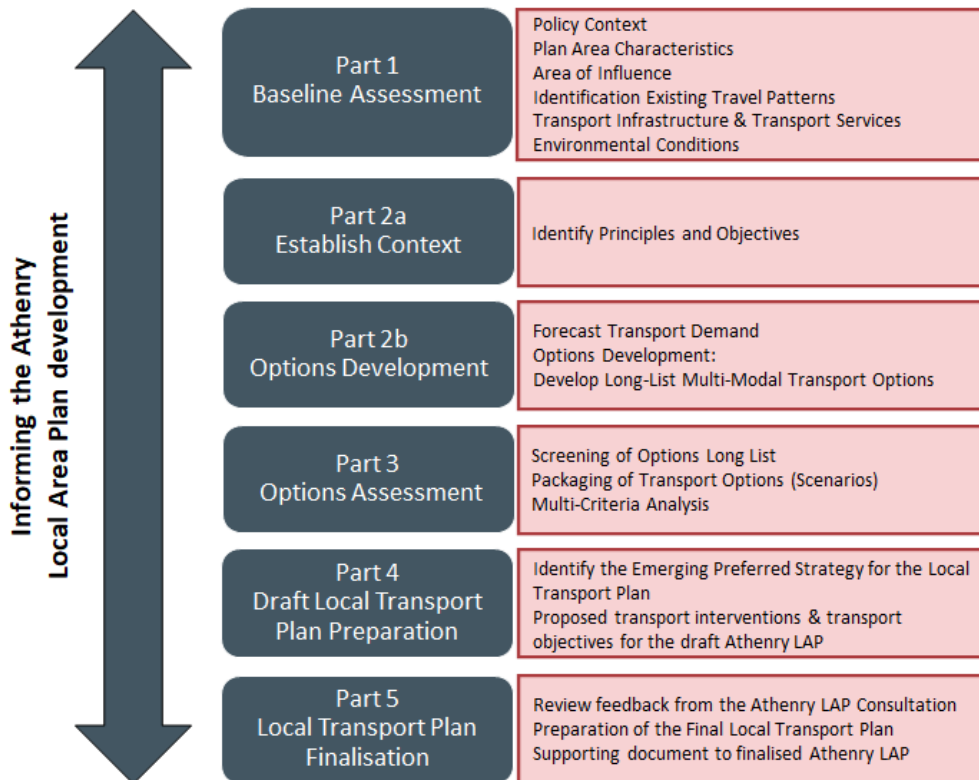 Informing the Athenry
Local Area Plan development
Part 1
Baseline Assessment
Policy Context
Plan Area Characteristics
Area of Influence
Identification Existing Travel Patterns
Transport Infrastructure & Transport Services
Environmental Conditions
Part 2a
Establish Context
Identify Principles and Objectives
Part 2b
Options Development
Forecast Transport Demand
Options Development:
Develop Long-List Multi-Modal Transport Options
Part 3
Options Assessment
Screening of Options Long List
Packaging of Transport Options (Scenarios)
Multi-Criteria Analysis
Part 4
Draft Local Transport
Plan Preparation
Identify the Emerging Preferred Strategy for the Local
Transport Plan
Proposed transport interventions & transport
objectives for the draft Athenry LAP
Part 5
Local Transport Plan
Finalisation
Review feedback from the Athenry LAP Consultation
Preparation of the Final Local Transport Plan
Supporting document to finalised Athenry LAP